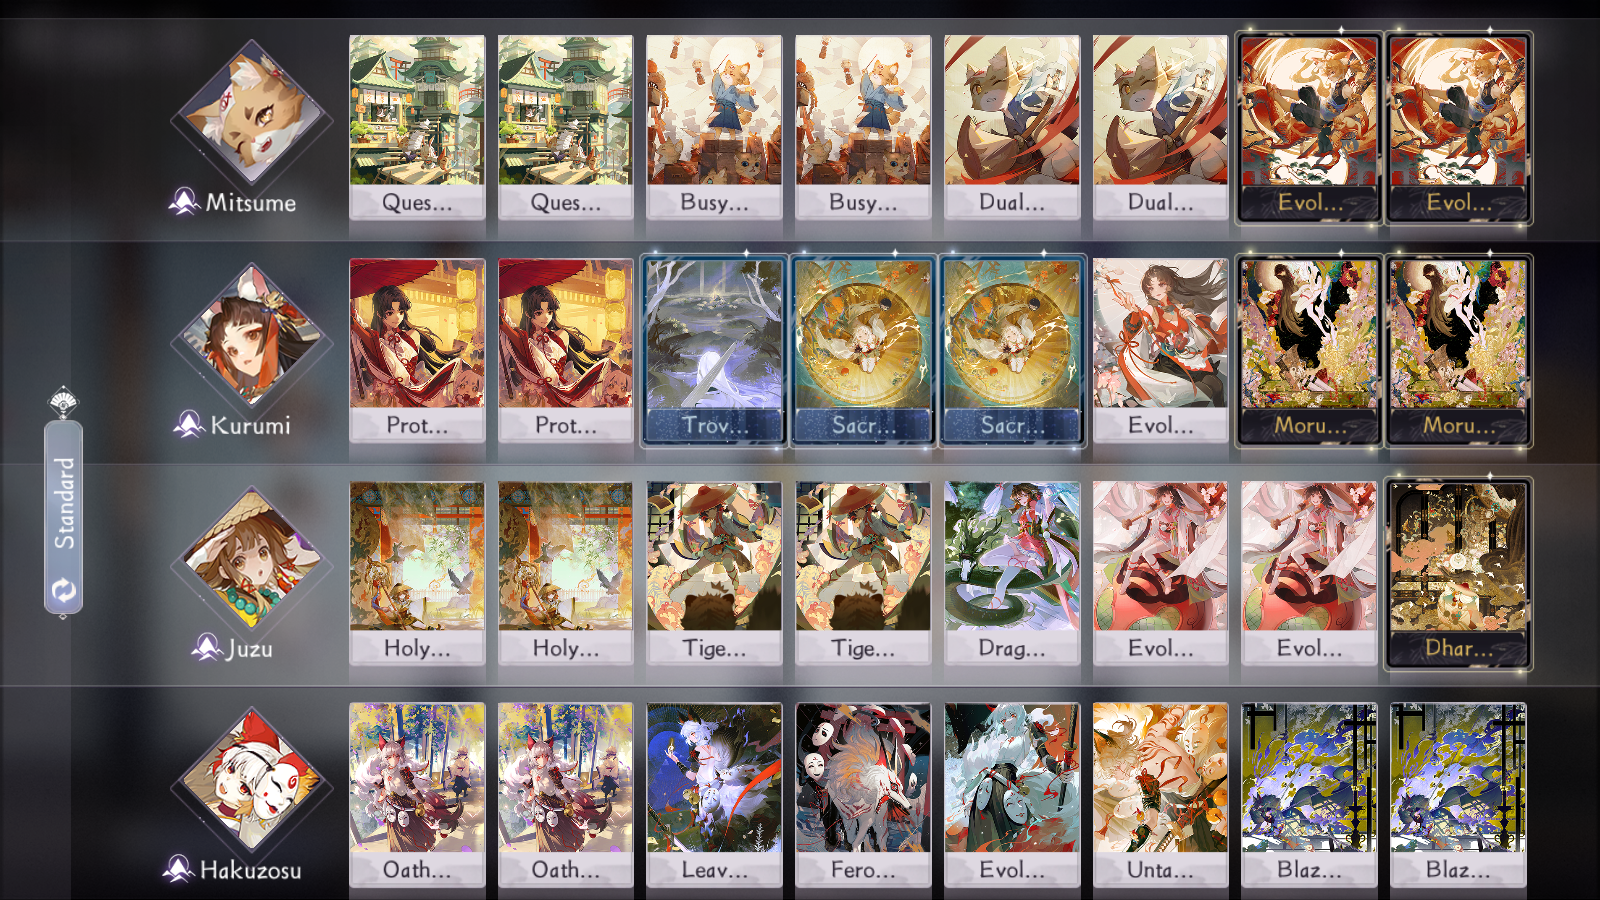 Mitsume
Ques... Ques... Busy... Busy... Dual... Dual... Evol... Evol...
Kurumi
Prot... Prot... Trov... Sacr... Sacr... Evol... Moru... Moru...
Standard
Juzu
Holy... Holy... Tige... Tige... Drag... Evol... Evol... Dhar...
Hakuzosu
Oath... Oath... Leav... Fero... Evol... Unta... Blaz... Blaz...